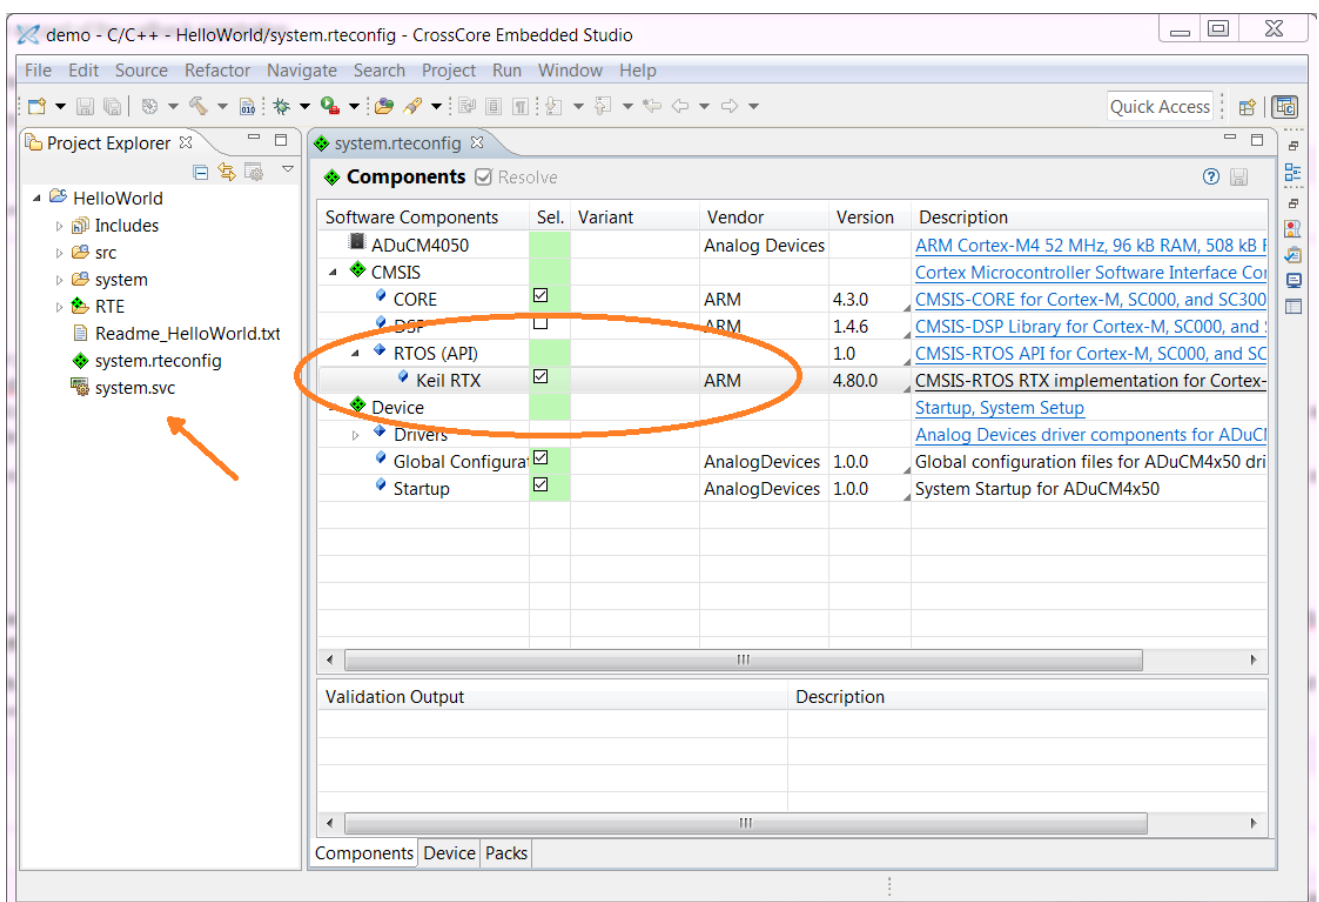 demo - C/C++ - HelloWorld/system.rteconfig - CrossCore Embedded Studio
File Edit Source Refactor Navigate Search Project Run Window Help
Quick Access
Project Explorer
system.rteconfig
Components Resolve
HelloWorld
Includes
src
system
RTE
Readme_HelloWorld.txt
system.rteconfig
system.svc
Software Components Sel. Variant Vendor Version Description
ADuCM4050 Analog Devices ARM Cortex-M4 52 MHz, 96 kB RAM, 508 kB F
CMSIS Cortex Microcontroller Software Interface Cor
CORE ARM 4.3.0 CMSIS-CORE for Cortex-M, SC000, and SC300
DSP ARM 1.4.6 CMSIS-DSP Library for Cortex-M, SC000, and
RTOS (API) 1.0 CMSIS-RTOS API for Cortex-M, SC000, and SC
Keil RTX ARM 4.80.0 CMSIS-RTOS RTX implementation for Cortex-
Device Startup, System Setup
Drivers Analog Devices driver components for ADuC
Global Configurat AnalogDevices 1.0.0 Global configuration files for ADuCM4x50 dri
Startup AnalogDevices 1.0.0 System Startup for ADuCM4x50
Validation Output Description
Components Device Packs